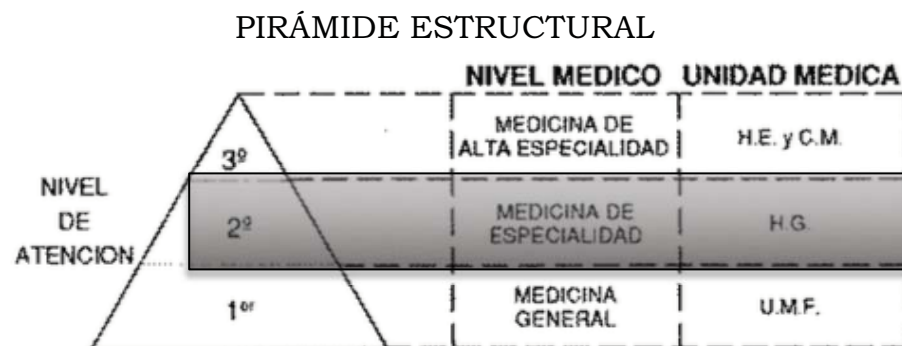 PIRÁMIDE ESTRUCTURAL
NIVEL MEDICO UNIDAD MEDICA
3º
MEDICINA DE
ALTA ESPECIALIDAD
H.E. y C.M.
NIVEL
DE
ATENCION
2º
MEDICINA DE
ESPECIALIDAD
H.G.
1er
MEDICINA
GENERAL
U.M.F.